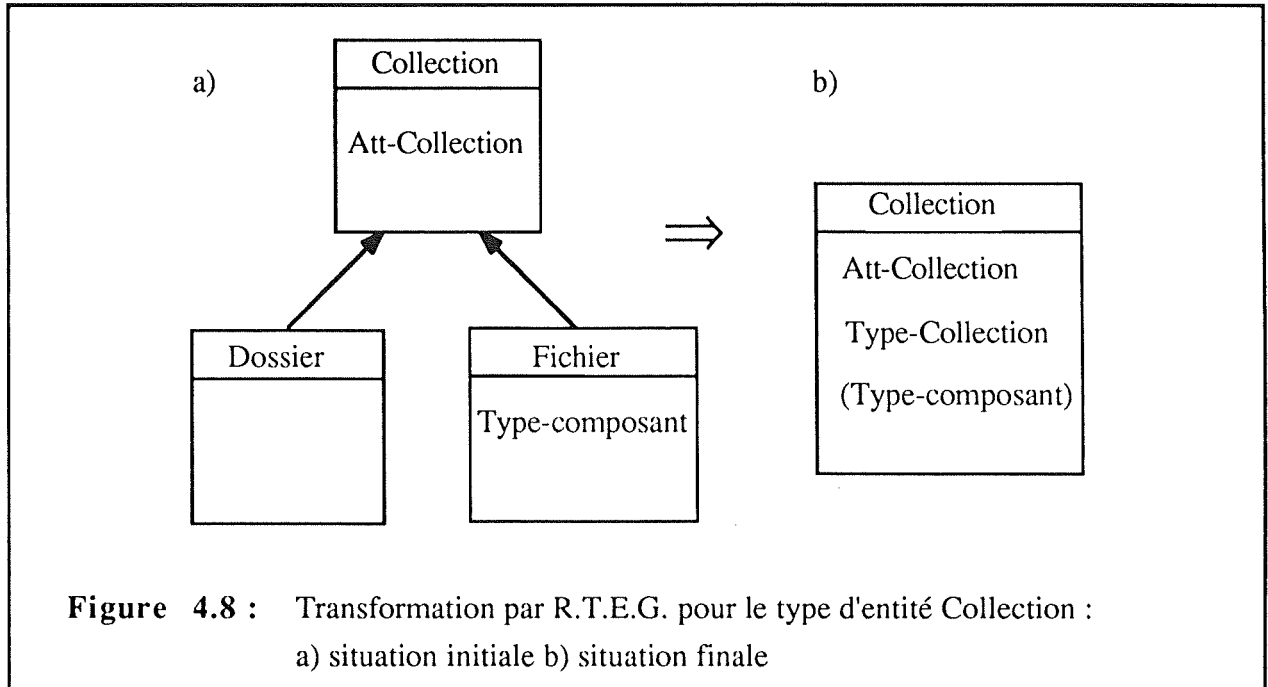 a)
Collection
Att-Collection
Dossier
Fichier
Type-composant
b)
Collection
Att-Collection
Type-Collection
(Type-composant)
Figure 4.8 : Transformation par R.T.E.G. pour le type d'entité Collection :
a) situation initiale b) situation finale